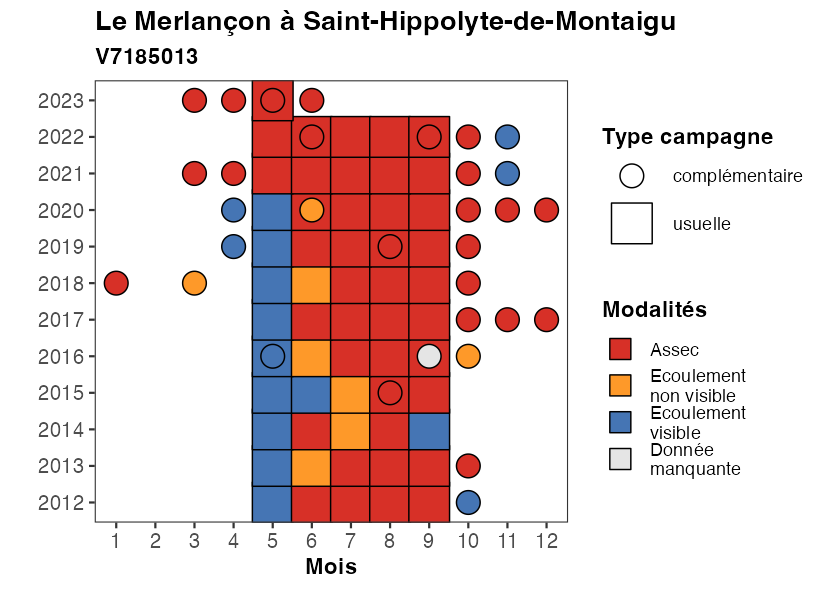 Le Merlançon à Saint-Hippolyte-de-Montaigu
V7185013
2023
2022
2021
2020
2019
2018
2017
2016
2015
2014
2013
2012
1 2 3 4 5 6 7 8 9 10 11 12
Mois
Type campagne
complémentaire
usuelle
Modalités
Assec
Ecoulement
non visible
Ecoulement
visible
Donnée
manquante